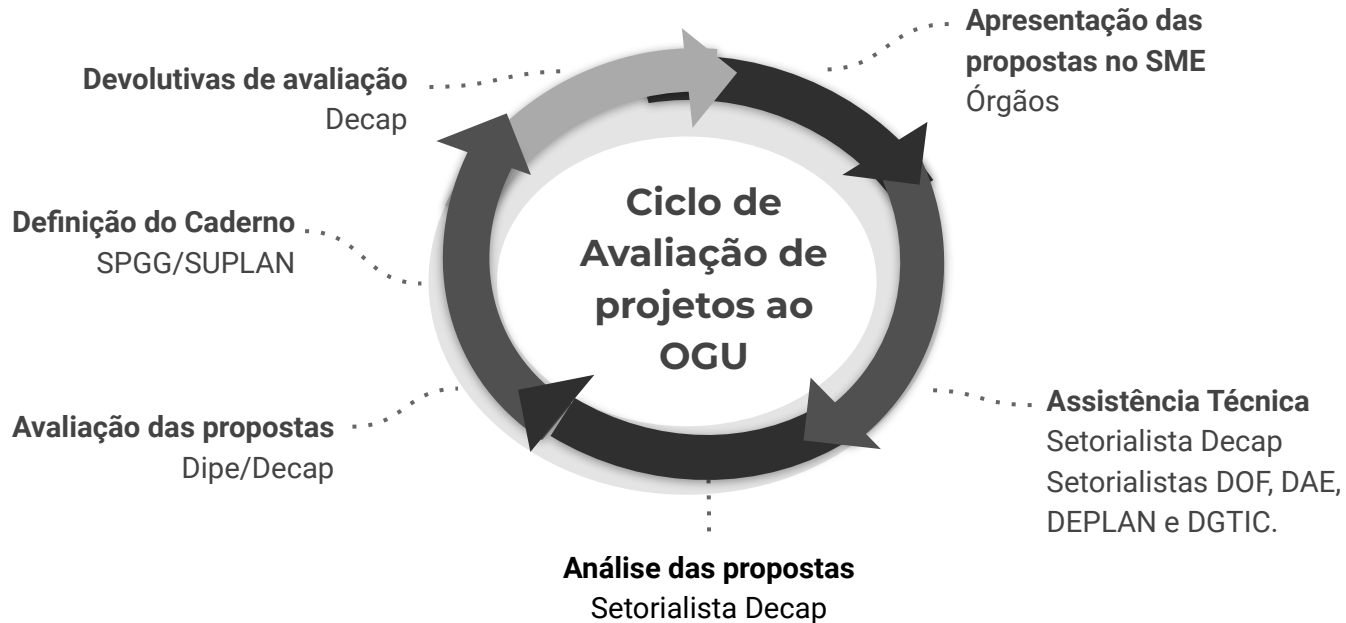 Apresentação das
propostas no SME
Órgãos
Devolutivas de avaliação
Decap
Ciclo de
Avaliação de
projetos ao
OGU
Definição do Caderno
SPGG/SUPLAN
Assistência Técnica
Setorialista Decap
Setorialistas DOF, DAE,
DEPLAN e DGTIC.
Avaliação das propostas
Dipe/Decap
Análise das propostas
Setorialista Decap